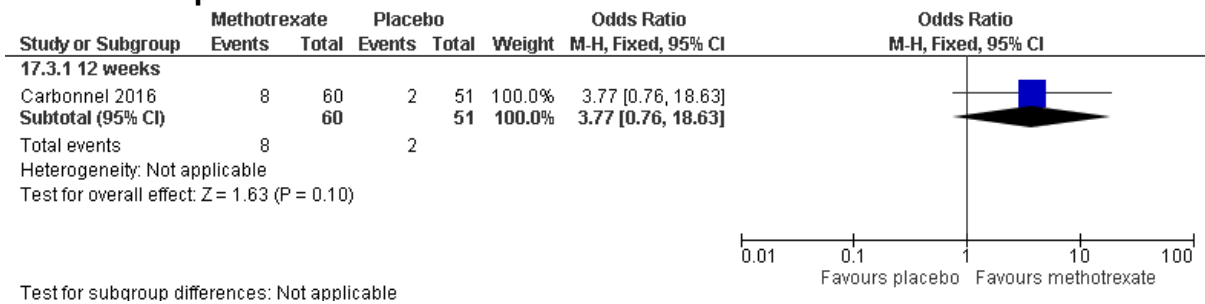 Methotrexate Placebo Odds Ratio Odds Ratio
Study or Subgroup Events Total Events Total Weight M-H, Fixed, 95% CI M-H, Fixed, 95% CI
17.3.1 12 weeks
Carbonnel 2016 8 60 2 51 100.0% 3.77 [0.76, 18.63]
Subtotal (95% CI) 60 51 100.0% 3.77 [0.76, 18.63]
Total events 8 2
Heterogeneity: Not applicable
Test for overall effect: Z = 1.63 (P = 0.10)
0.01 0.1 1 10 100
Favours placebo Favours methotrexate
Test for subgroup differences: Not applicable